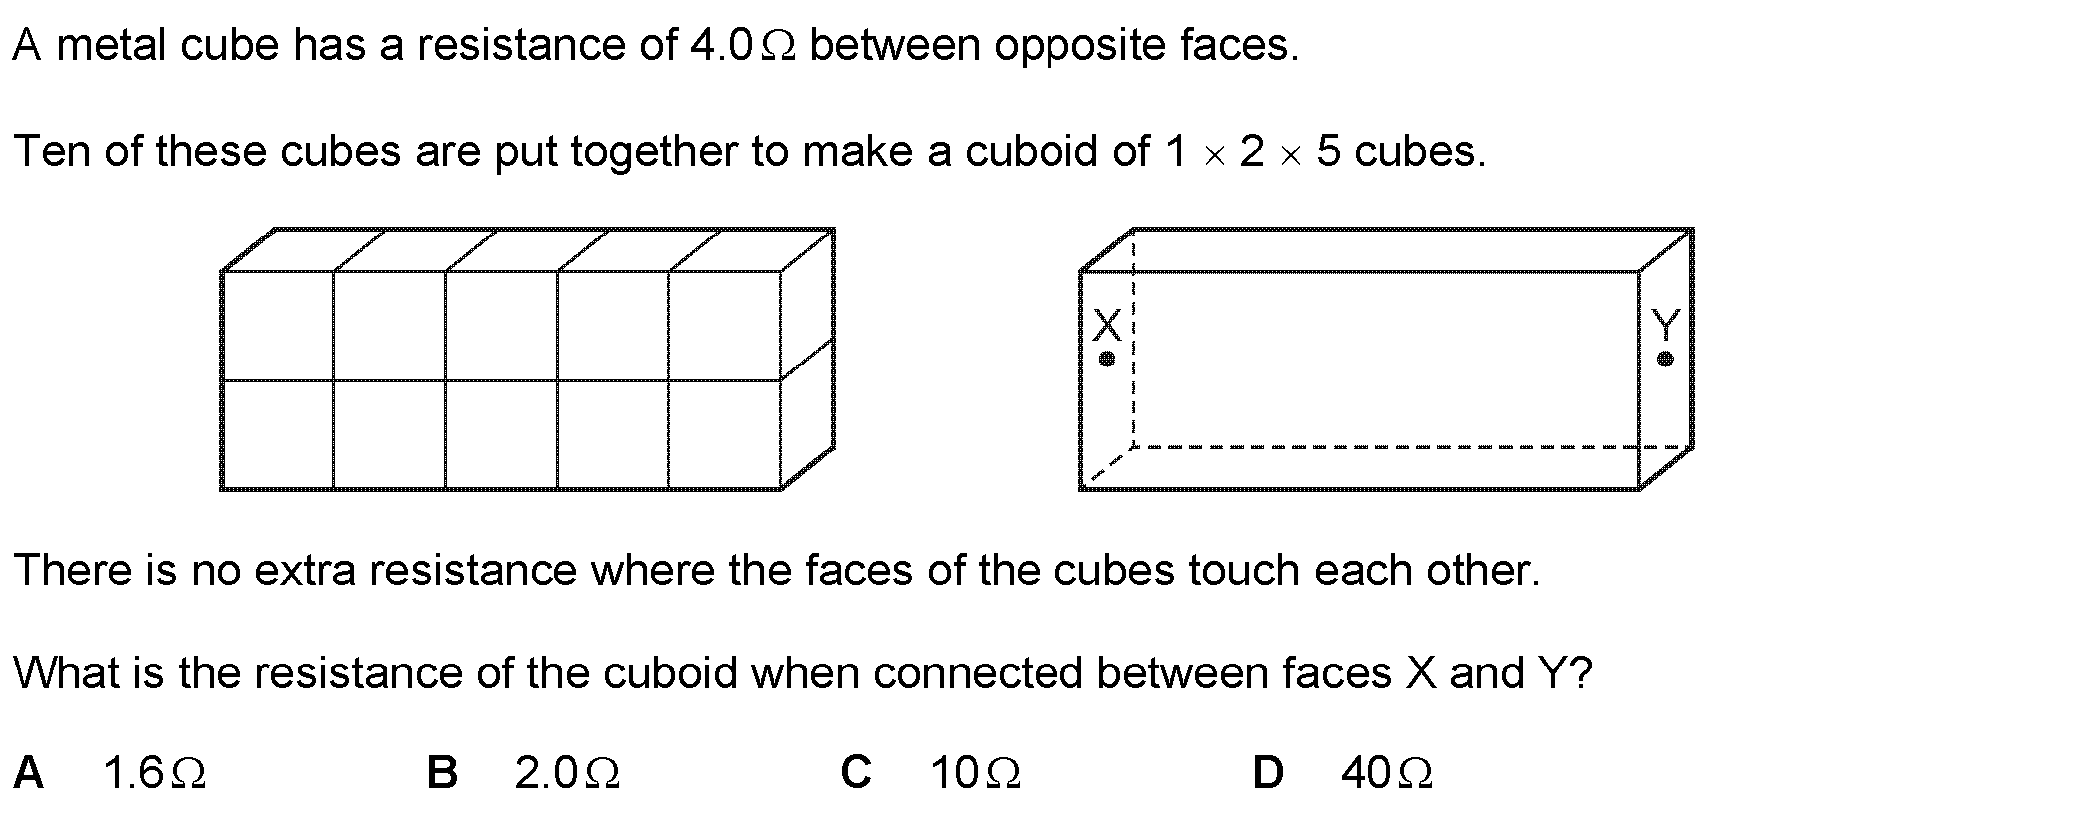 A metal cube has a resistance of 4.0 Ω between opposite faces.
Ten of these cubes are put together to make a cuboid of 1 × 2 × 5 cubes.
X Y
There is no extra resistance where the faces of the cubes touch each other.
What is the resistance of the cuboid when connected between faces X and Y?
A 1.6 Ω B 2.0 Ω C 10 Ω D 40 Ω